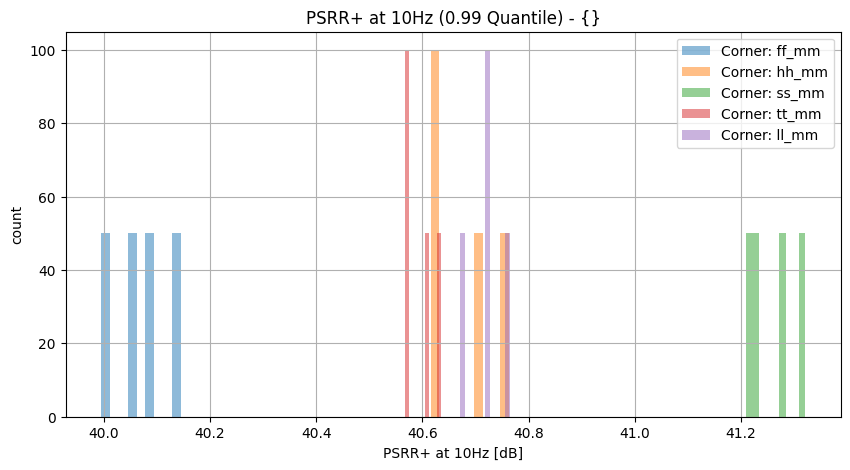 PSRR+ at 10Hz (0.99 Quantile) - {}
count
100
80
60
40
20
0
Corner: ff_mm
Corner: hh_mm
Corner: ss_mm
Corner: tt_mm
Corner: ll_mm
40.0 40.2 40.4 40.6 40.8 41.0 41.2
PSRR+ at 10Hz [dB]